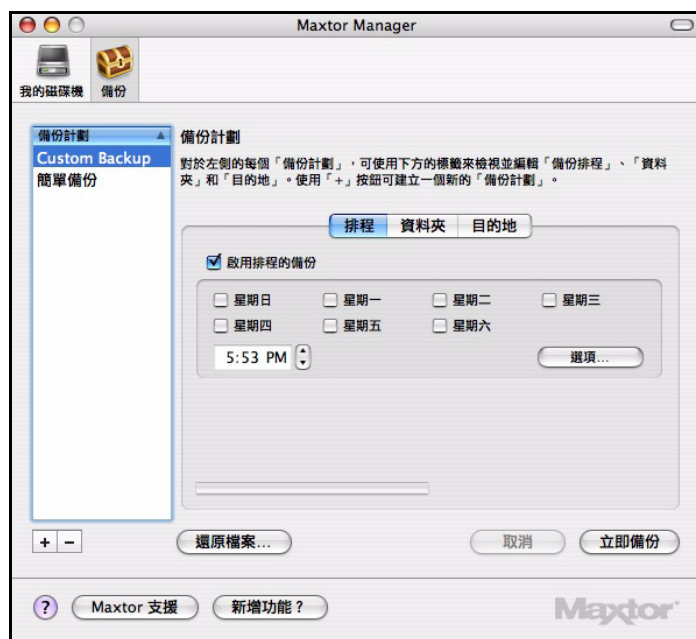 Maxtor Manager
我的磁碟機
備份
備份計劃
Custom Backup
簡單備份
備份計劃
對於左側的每個「備份計劃」，可使用下方的標籤來檢視並編輯「備份排程」、「資料
夾」和「目的地」。使用「+」按鈕可建立一個新的「備份計劃」。
排程 資料夾 目的地
啟用排程的備份
星期日 星期一 星期二 星期三
星期四 星期五 星期六
5:53 PM 選項...
+ − 還原檔案... 取消 立即備份
? Maxtor 支援 新增功能？ Maxtor